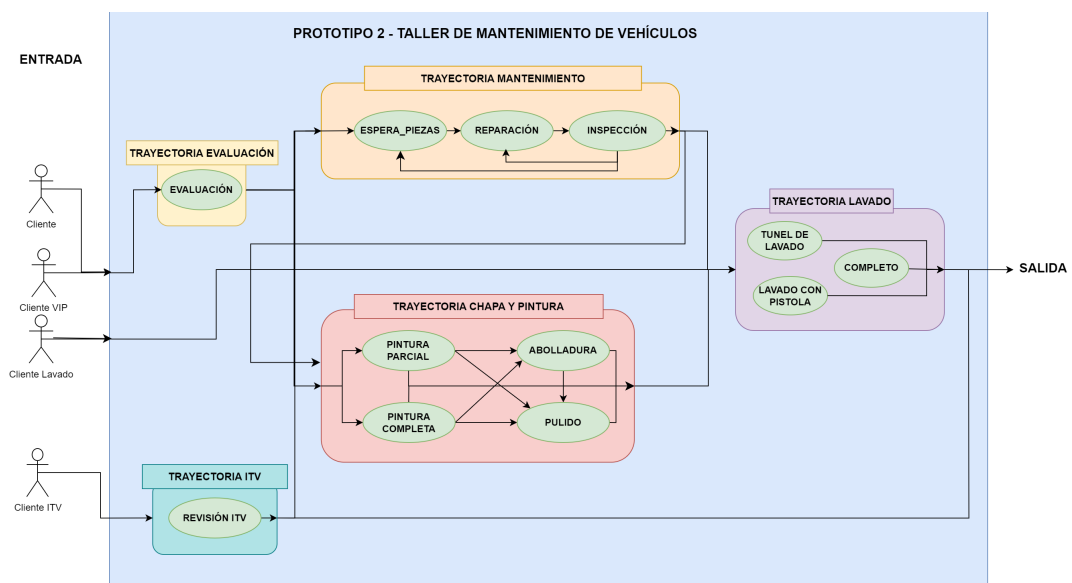 PROTOTIPO 2 - TALLER DE MANTENIMIENTO DE VEHÍCULOS
ENTRADA
TRAYECTORIA MANTENIMIENTO
ESPERA_PIEZAS
REPARACIÓN
INSPECCIÓN
TRAYECTORIA EVALUACIÓN
EVALUACIÓN
Cliente
Cliente VIP
Cliente Lavado
TRAYECTORIA LAVADO
TUNEL DE
LAVADO
COMPLETO
LAVADO CON
PISTOLA
SALIDA
TRAYECTORIA CHAPA Y PINTURA
PINTURA
PARCIAL
ABOLLADURA
PINTURA
COMPLETA
PULIDO
Cliente ITV
TRAYECTORIA ITV
REVISIÓN ITV